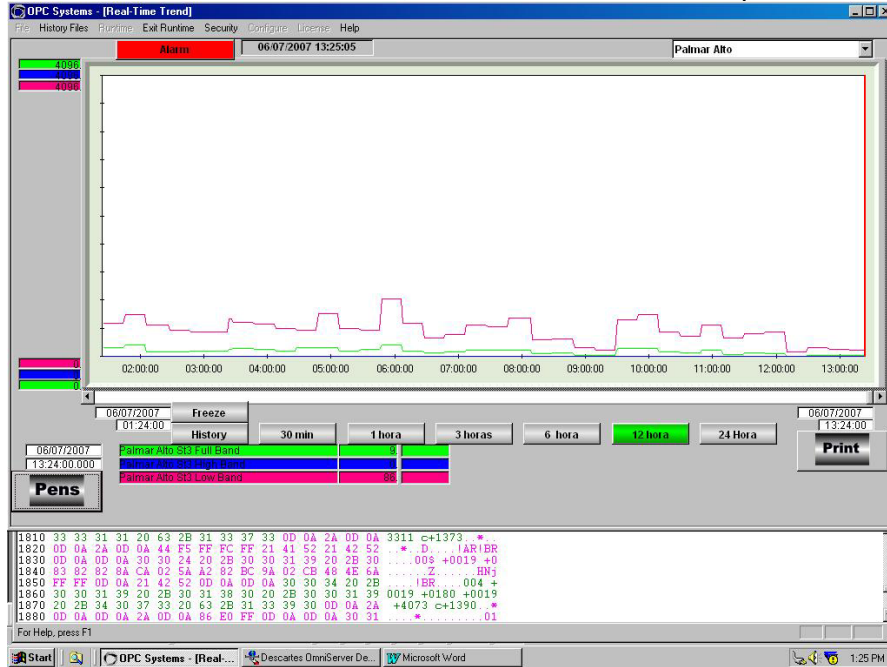 OPC Systems - [Real-Time Trend]
File History Files Runtime Exit Runtime Security Configure License Help
Alarm 06/07/2007 13:25:05 Palmar Alto
4096.
4096.
4096.
0.
0.
02:00:00 03:00:00 04:00:00 05:00:00 06:00:00 07:00:00 08:00:00 09:00:00 10:00:00 11:00:00 12:00:00 13:00:00
06/07/2007 Freeze 06/07/2007
01:24:00 13:24:00
History 30 min 1 hora 3 horas 6 hora 12 hora 24 Hora
Print
06/07/2007 Palmar Alto St3 Full Band 9.
13:24:00.000 Palmar Alto St3 High Band 0.
Palmar Alto St3 Low Band 86.
Pens
1810 33 33 31 31 20 63 2B 31 33 37 33 0D 0A 2A 0D 0A 3311 c+1373..*..
1820 0D 0A 2A 0D 0A 44 F5 FF FC FF 21 41 52 21 42 52 ..*..D....!AR!BR
1830 0D 0A 0D 0A 30 30 24 20 2B 30 30 31 39 20 2B 30 ....00$ +0019 +0
1840 83 82 82 8A CA 02 5A A2 82 BC 9A 02 CB 48 4E 6A ......Z......HNj
1850 FF FF 0D 0A 21 42 52 0D 0A 0D 0A 30 30 34 20 2B ....!BR....004 +
1860 30 30 31 39 20 2B 30 31 38 30 20 2B 30 30 31 39 0019 +0180 +0019
1870 20 2B 34 30 37 33 20 63 2B 31 33 39 30 0D 0A 2A +4073 c+1390..*
1880 0D 0A 0D 0A 2A 0D 0A 86 E0 FF 0D 0A 0D 0A 30 31 ....*.........01
For Help, press F1
Start OPC Systems - [Real-... Descartes OmniServer De... Microsoft Word 1:25 PM